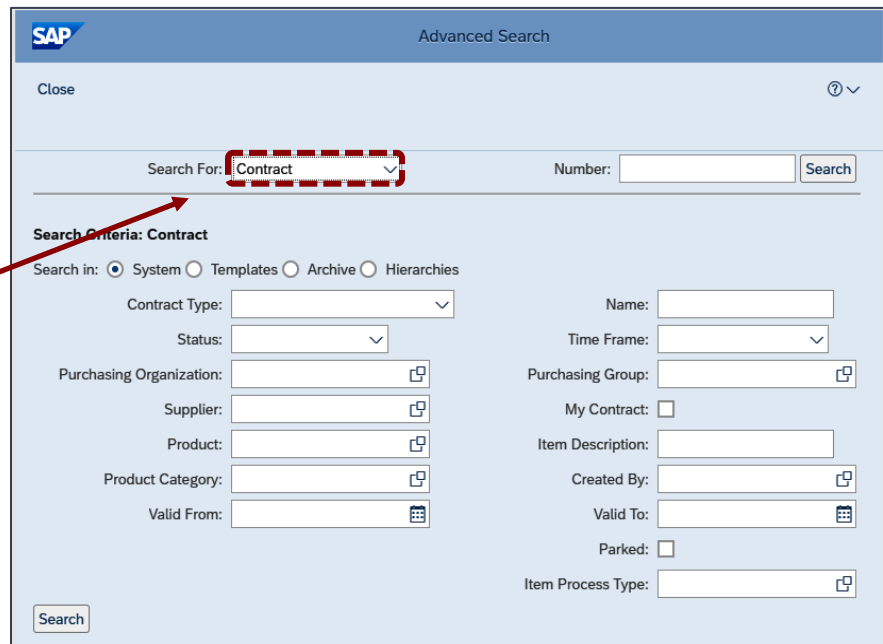 SAP Advanced Search
Close
Search For: Contract Number: Search
Search Criteria: Contract
Search in: System Templates Archive Hierarchies
Contract Type: Name:
Status: Time Frame:
Purchasing Organization: Purchasing Group:
Supplier: My Contract:
Product: Item Description:
Product Category: Created By:
Valid From: Valid To:
Parked:
Item Process Type:
Search